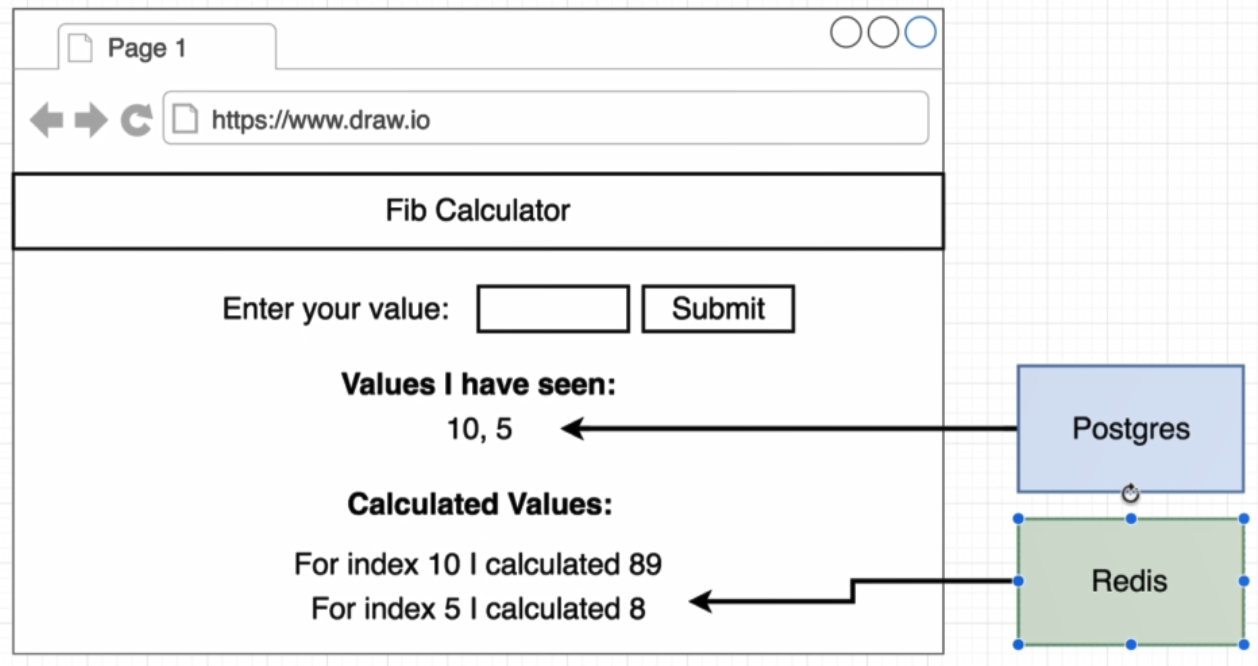 Page 1
https://www.draw.io
Fib Calculator
Enter your value:
Submit
Values I have seen:
10, 5
Postgres
Calculated Values:
For index 10 I calculated 89
For index 5 I calculated 8
Redis